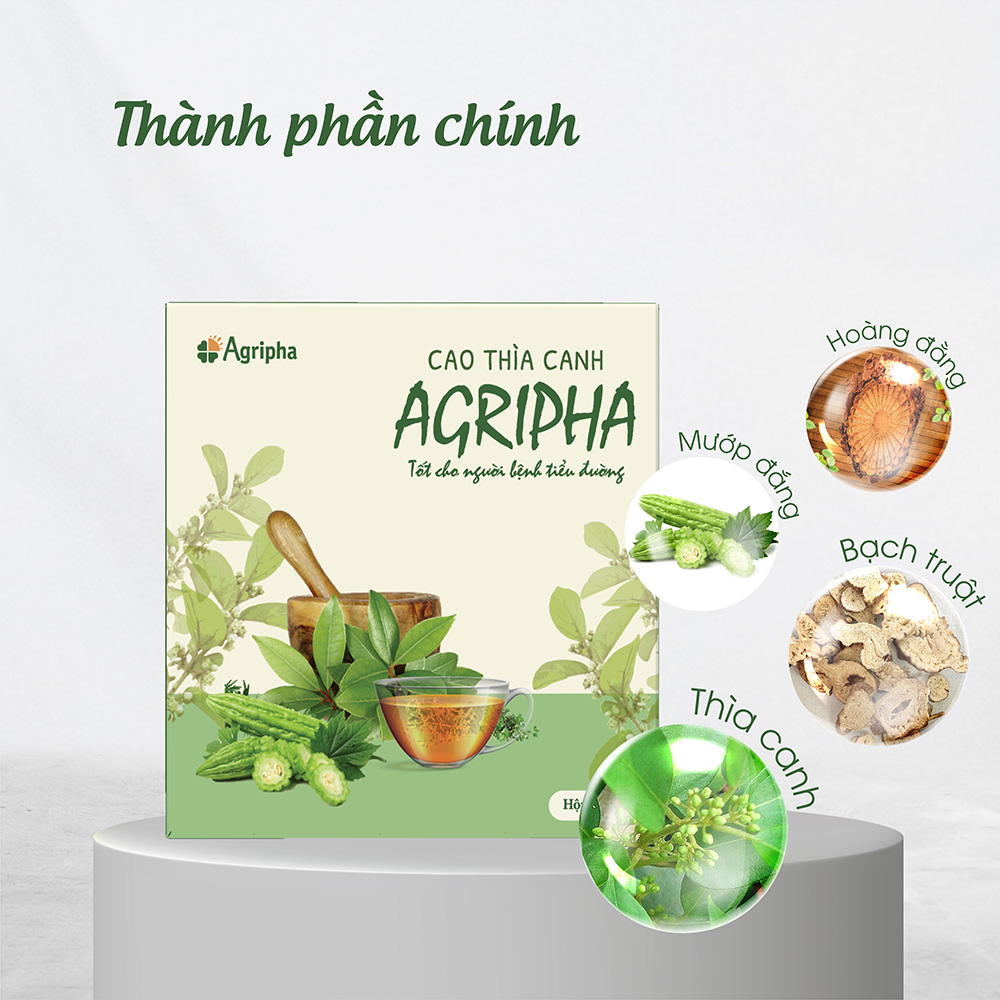 Thành phần chính
Agripha
CAO THÌA CANH
AGRIPHA
Tốt cho người bệnh tiểu đường
Hoàng đằng
Mướp đắng
Bạch truật
Thìa canh